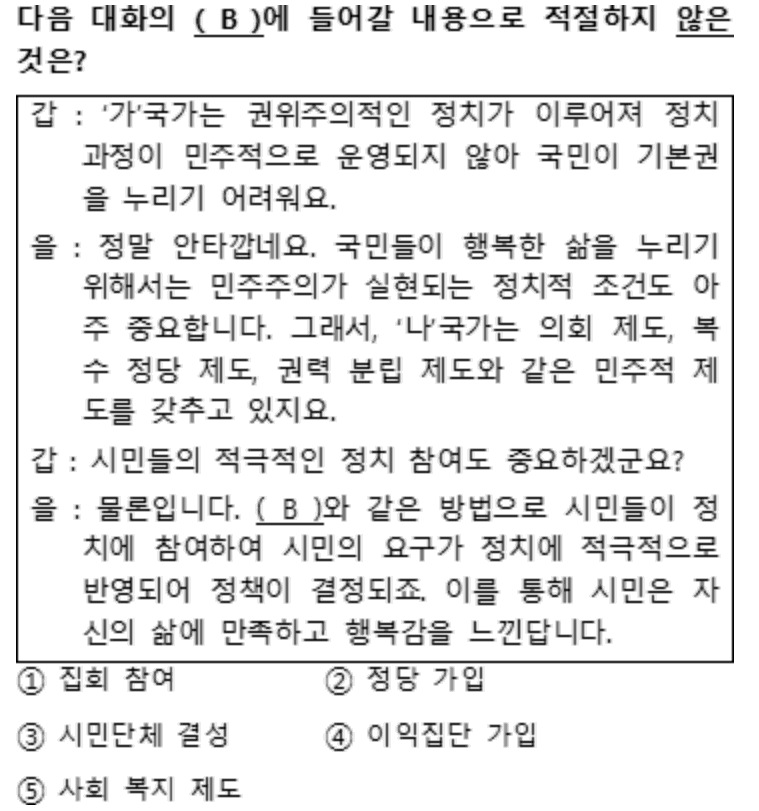 다음 대화의 ( B )에 들어갈 내용으로 적절하지 않은
것은?
갑 : ‘가’국가는 권위주의적인 정치가 이루어져 정치
과정이 민주적으로 운영되지 않아 국민이 기본권
을 누리기 어려워요.
을 : 정말 안타깝네요. 국민들이 행복한 삶을 누리기
위해서는 민주주의가 실현되는 정치적 조건도 아
주 중요합니다. 그래서, ‘나’국가는 의회 제도, 복
수 정당 제도, 권력 분립 제도와 같은 민주적 제
도를 갖추고 있지요.
갑 : 시민들의 적극적인 정치 참여도 중요하겠군요?
을 : 물론입니다. ( B )와 같은 방법으로 시민들이 정
치에 참여하여 시민의 요구가 정치에 적극적으로
반영되어 정책이 결정되죠. 이를 통해 시민은 자
신의 삶에 만족하고 행복감을 느낀답니다.
① 집회 참여 ② 정당 가입
③ 시민단체 결성 ④ 이익집단 가입
⑤ 사회 복지 제도